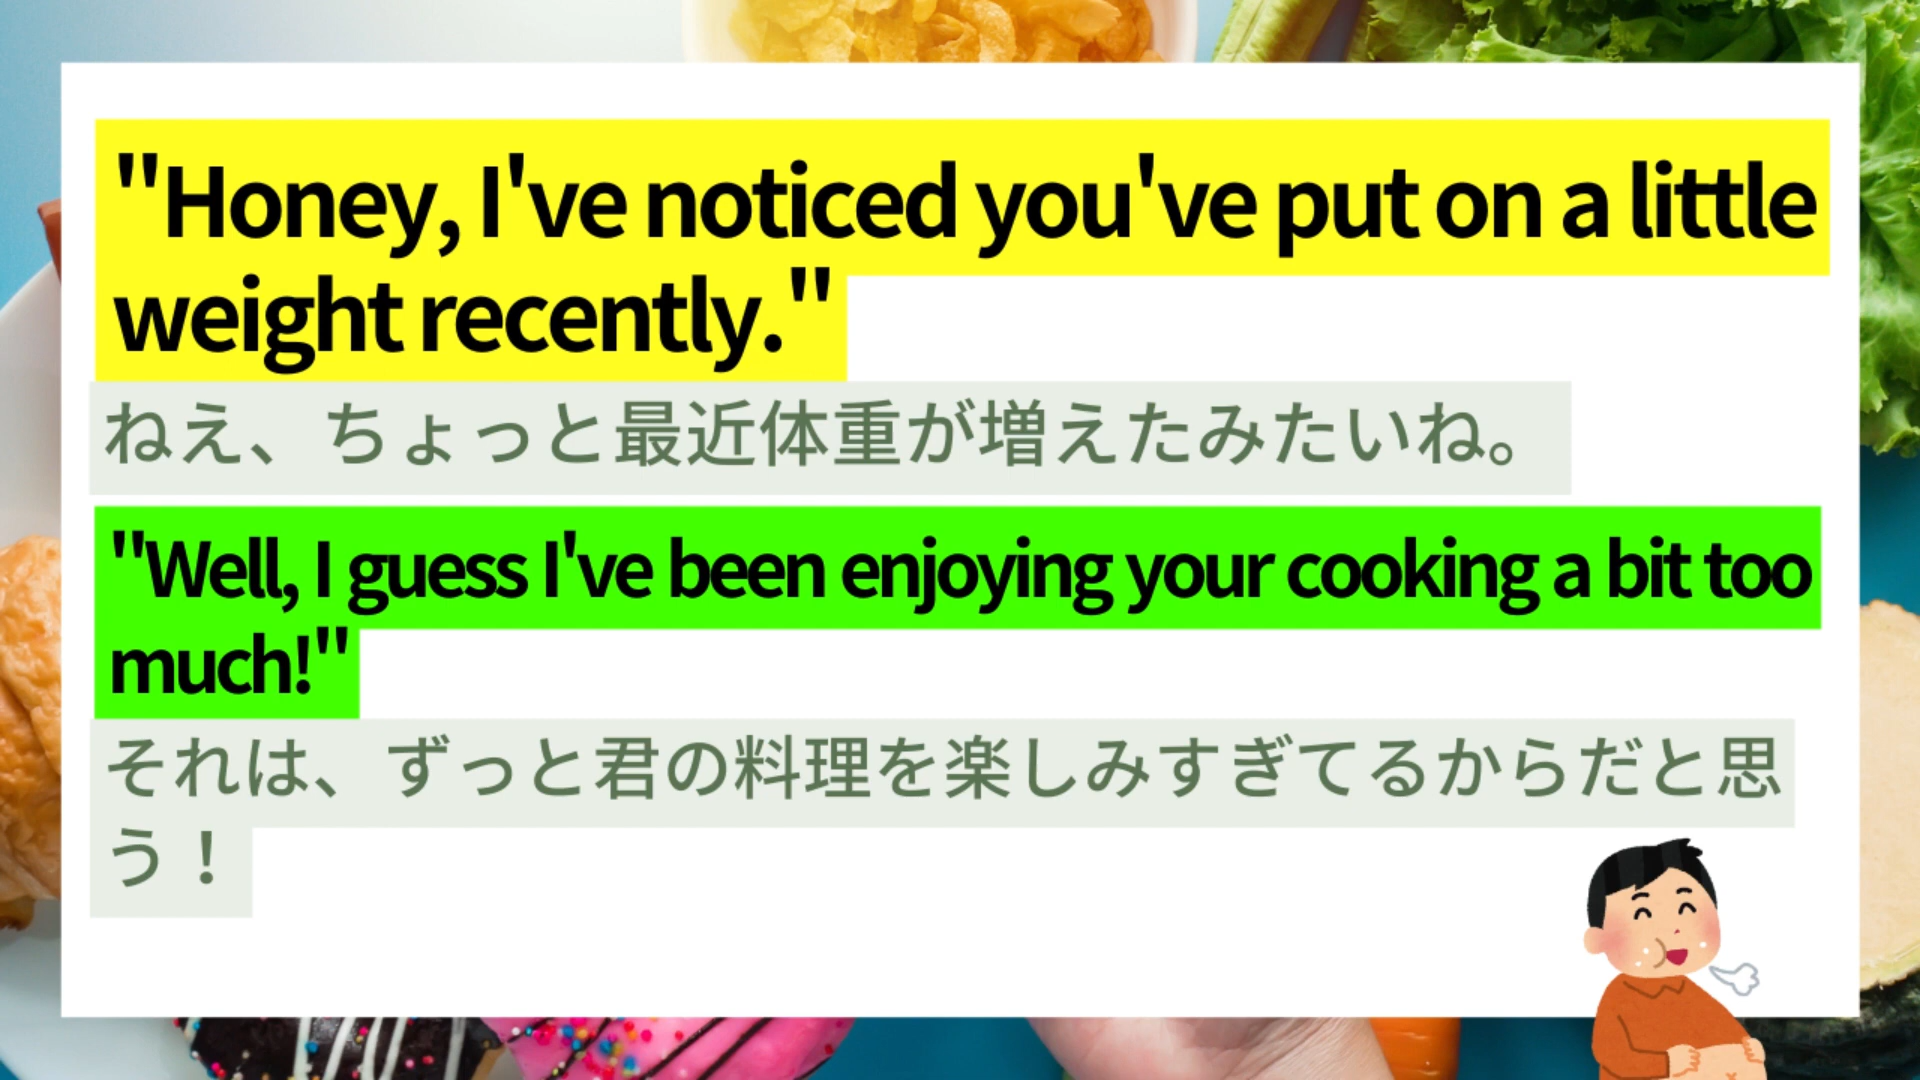 "Honey, I've noticed you've put on a little
weight recently."
ねえ、ちょっと最近体重が増えたみたいね。
"Well, I guess I've been enjoying your cooking a bit too
much!"
それは、ずっと君の料理を楽しみすぎてるからだと思
う！